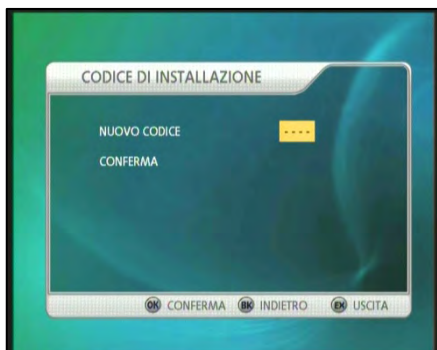 CODICE DI INSTALLAZIONE
NUOVO CODICE ----
CONFERMA
OK CONFERMA BK INDIETRO EX USCITA